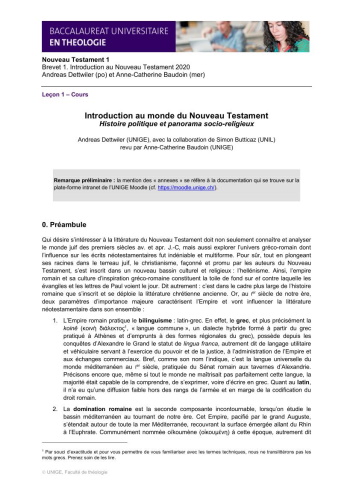 BACCALAURÉAT UNIVERSITAIRE
EN THEOLOGIE
Nouveau Testament 1
Brevet 1. Introduction au Nouveau Testament 2020
Andreas Dettwiler (po) et Anne-Catherine Baudoin (mer)
Leçon 1 – Cours
Introduction au monde du Nouveau Testament
Histoire politique et panorama socio-religieux
Andreas Dettwiler (UNIGE), avec la collaboration de Simon Butticaz (UNIL)
revu par Anne-Catherine Baudoin (UNIGE)
Remarque préliminaire : la mention des « annexes » se réfère à la documentation qui se trouve sur la
plate-forme intranet de l'UNIGE Moodle (cf. https://moodle.unige.ch/).
0. Préambule
Qui désire s'intéresser à la littérature du Nouveau Testament doit non seulement connaître et analyser
le monde juif des premiers siècles av. et apr. J.-C, mais aussi explorer l'univers gréco-romain dont
l'influence sur les écrits néotestamentaires fut indéniable et multiforme. Pour sûr, tout en plongeant
ses racines dans le terreau juif, le christianisme, façonné et promu par les auteurs du Nouveau
Testament, s'est inscrit dans un nouveau bassin culturel et religieux : l'hellénisme. Ainsi, l'empire
romain et sa culture d'inspiration gréco-romaine constituent la toile de fond sur et contre laquelle les
évangiles et les lettres de Paul voient le jour. Dit autrement : c'est dans le cadre plus large de l'histoire
romaine que s'inscrit et se déploie la littérature chrétienne ancienne. Or, au Ier siècle de notre ère,
deux paramètres d'importance majeure caractérisent l'Empire et vont influencer la littérature
néotestamentaire dans son ensemble :
1. L'Empire romain pratique le bilinguisme : latin-grec. En effet, le grec, et plus précisément la
koinè (κοινή) διάλεκτος1, « langue commune », un dialecte hybride formé à partir du grec
pratiqué à Athènes et d'emprunts à des formes régionales du grec), possède depuis les
conquêtes d'Alexandre le Grand le statut de lingua franca, autrement dit de langage utilitaire
et véhiculaire servant à l'exercice du pouvoir et de la justice, à l'administration de l'Empire et
aux échanges commerciaux. Bref, comme son nom l'indique, c'est la langue universelle du
monde méditerranéen au Ier siècle, pratiquée du Sénat romain aux tavernes d'Alexandrie.
Précisons encore que, même si tout le monde ne maîtrisait pas parfaitement cette langue, la
majorité était capable de la comprendre, de s'exprimer, voire d'écrire en grec. Quant au latin,
il n'a eu qu'une diffusion faible hors des rangs de l'armée et en marge de la codification du
droit romain.
2. La domination romaine est la seconde composante incontournable, lorsqu'on étudie le
bassin méditerranéen au tournant de notre ère. Cet Empire, pacifié par le grand Auguste,
s'étendait autour de toute la mer Méditerranée, recouvrant la surface émergée allant du Rhin
à l'Euphrate. Communément nommée oikoumène (οἰκουμένη) à cette époque, autrement dit
1 Par souci d'exactitude et pour vous permettre de vous familiariser avec les termes techniques, nous ne translittérons pas les
mots grecs. Prenez soin de les lire.
© UNIGE, Faculté de théologie